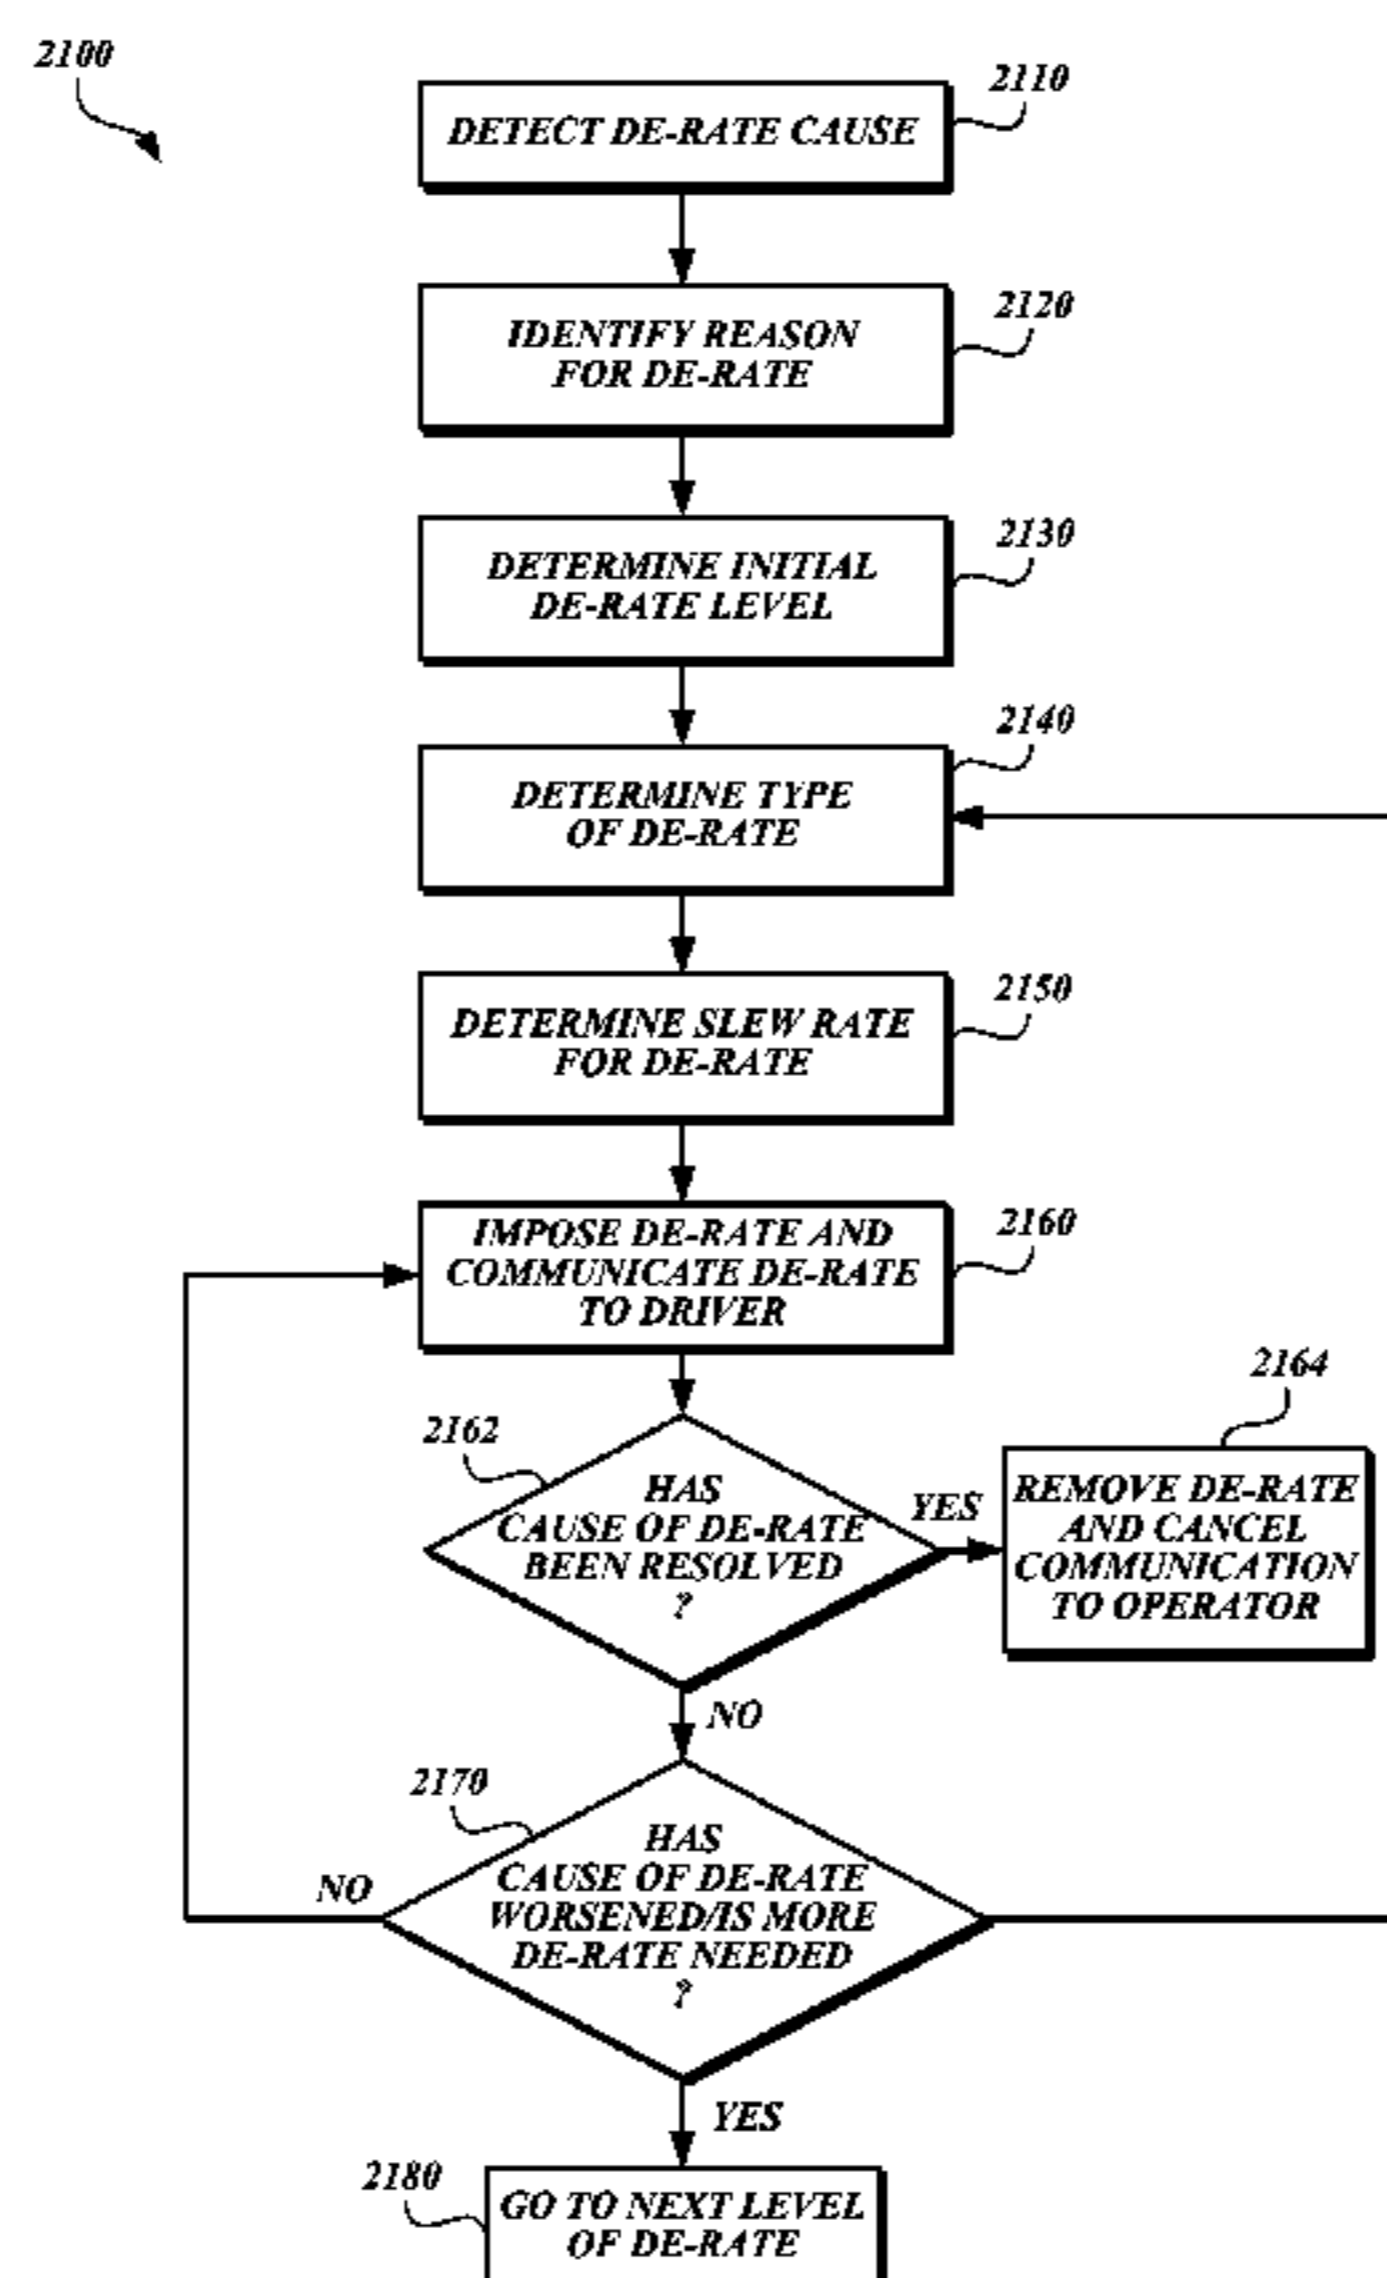 2100
2110
DETECT DE-RATE CAUSE
2120
IDENTIFY REASON
FOR DE-RATE
2130
DETERMINE INITIAL
DE-RATE LEVEL
2140
DETERMINE TYPE
OF DE-RATE
2150
DETERMINE SLEW RATE
FOR DE-RATE
2160
IMPOSE DE-RATE AND
COMMUNICATE DE-RATE
TO DRIVER
2162
HAS
CAUSE OF DE-RATE
BEEN RESOLVED
?
YES
2164
REMOVE DE-RATE
AND CANCEL
COMMUNICATION
TO OPERATOR
NO
2170
HAS
CAUSE OF DE-RATE
WORSENED/IS MORE
DE-RATE NEEDED
?
NO
YES
2180
GO TO NEXT LEVEL
OF DE-RATE